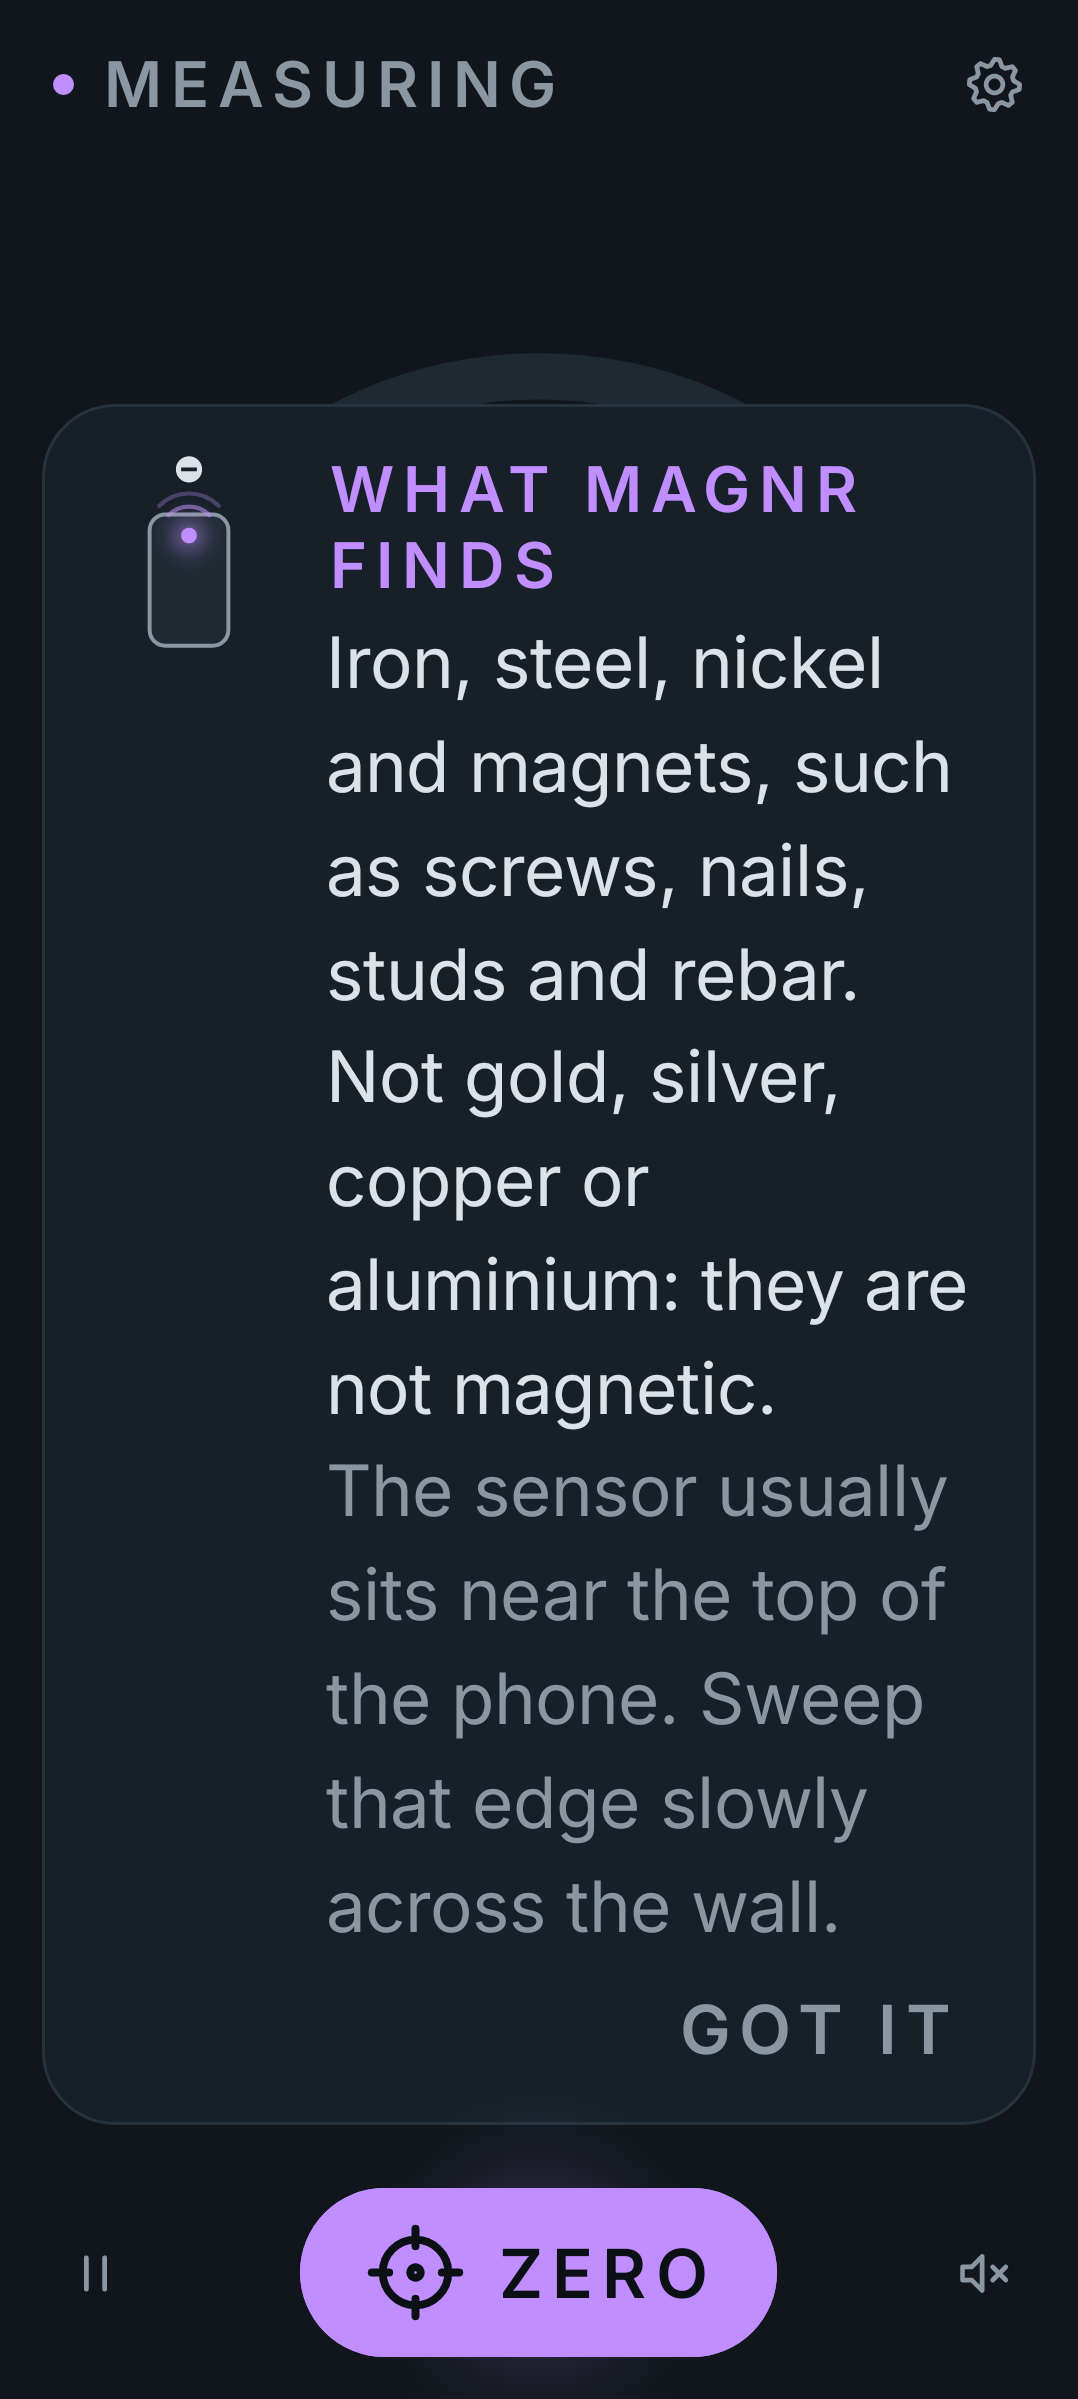 MEASURING
WHAT MAGNR
FINDS
Iron, steel, nickel
and magnets, such
as screws, nails,
studs and rebar.
Not gold, silver,
copper or
aluminium: they are
not magnetic.
The sensor usually
sits near the top of
the phone. Sweep
that edge slowly
across the wall.
GOT IT
ZERO